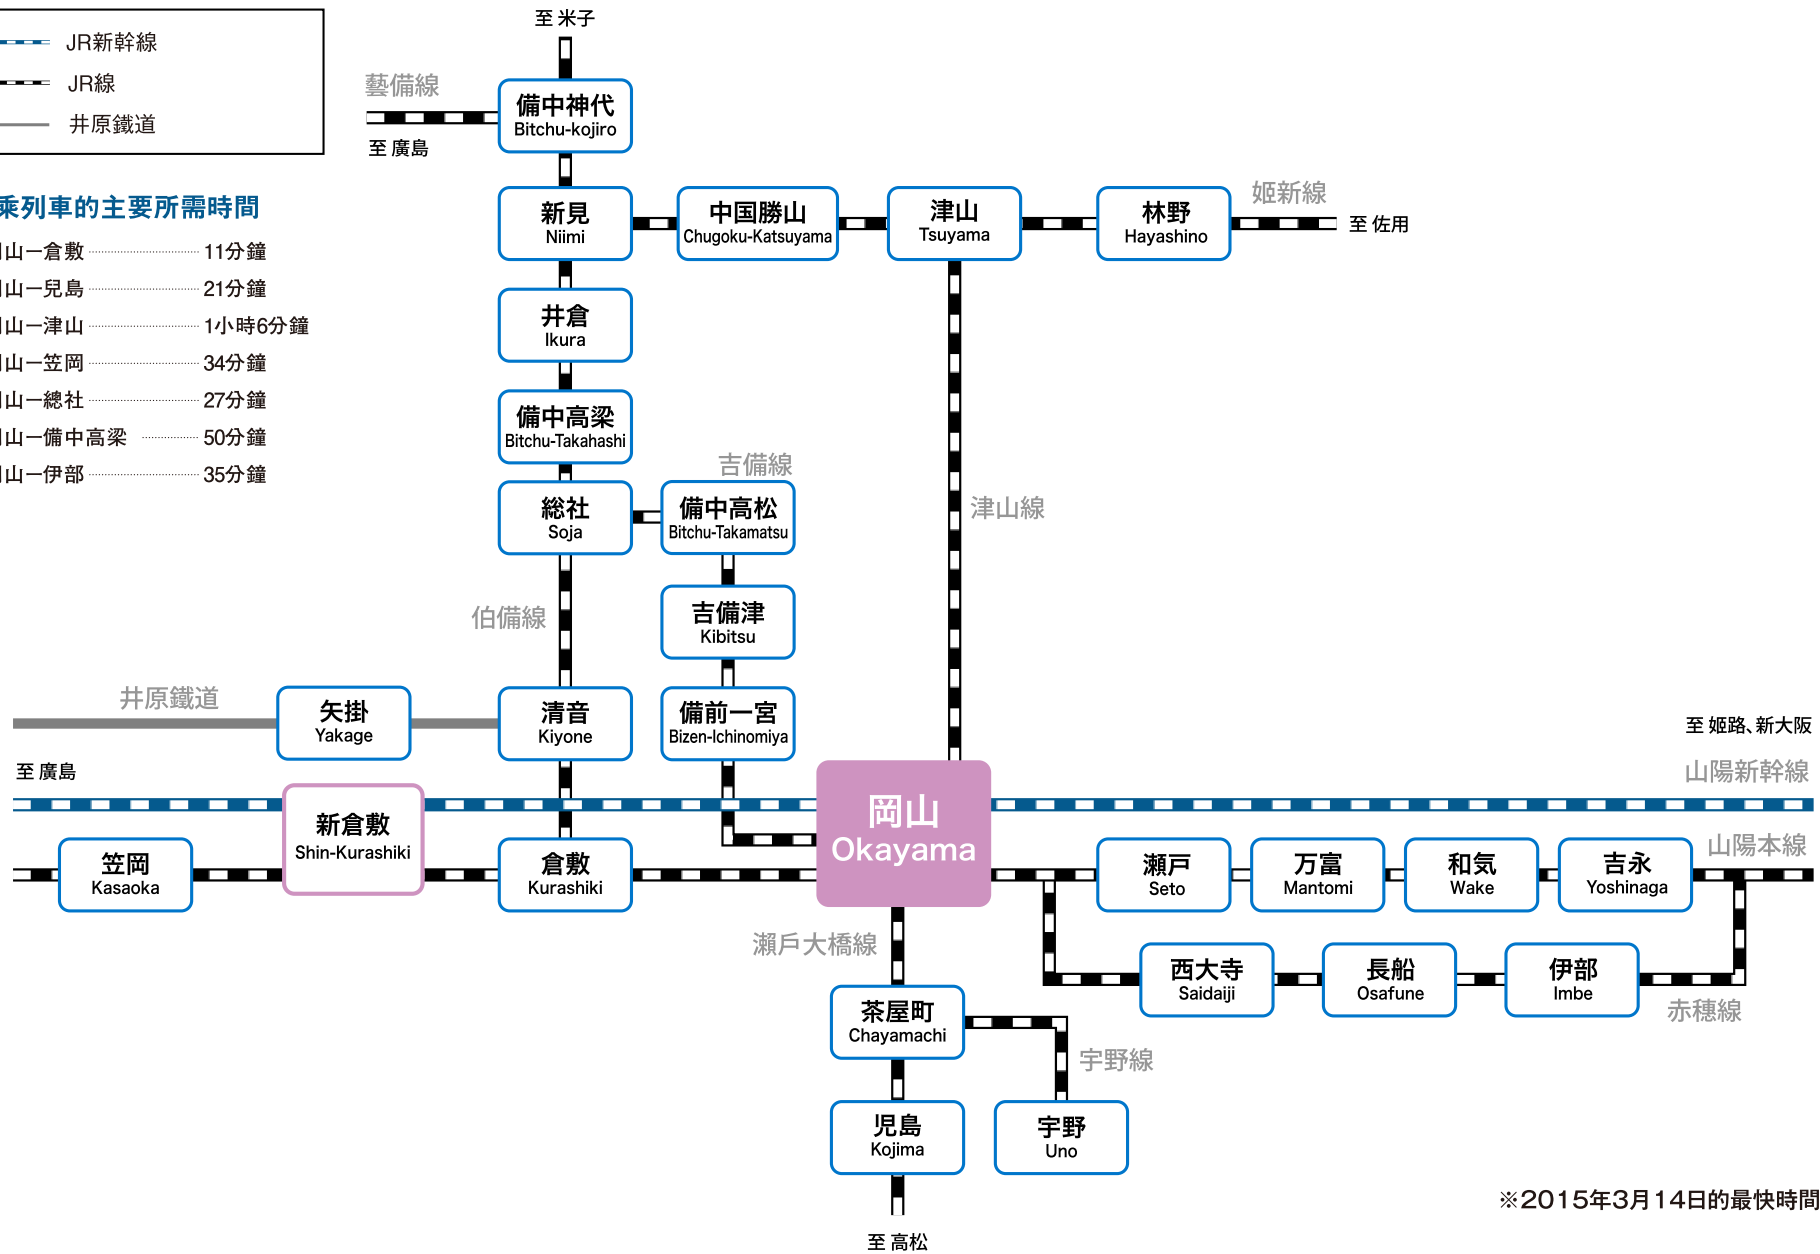 JR新幹線
JR線
井原鐵道
乘列車的主要所需時間
山ー倉敷 11分鐘
山ー兒島 21分鐘
山ー津山 1小時6分鐘
山ー笠岡 34分鐘
山ー總社 27分鐘
山ー備中高梁 50分鐘
山ー伊部 35分鐘
至 米子
藝備線
至 廣島
備中神代
Bitchu-kojiro
新見
Niimi
中国勝山
Chugoku-Katsuyama
津山
Tsuyama
林野
Hayashino
姫新線
至 佐用
井倉
Ikura
備中高梁
Bitchu-Takahashi
吉備線
総社
Soja
備中高松
Bitchu-Takamatsu
津山線
伯備線
吉備津
Kibitsu
井原鐵道
矢掛
Yakage
清音
Kiyone
備前一宮
Bizen-Ichinomiya
至 姫路、新大阪
至 廣島
山陽新幹線
新倉敷
Shin-Kurashiki
岡山
Okayama
山陽本線
笠岡
Kasaoka
倉敷
Kurashiki
瀬戸
Seto
万富
Mantomi
和気
Wake
吉永
Yoshinaga
瀨戶大橋線
西大寺
Saidaiji
長船
Osafune
伊部
Imbe
赤穂線
茶屋町
Chayamachi
宇野線
児島
Kojima
宇野
Uno
※2015年3月14日的最快時間
至 高松